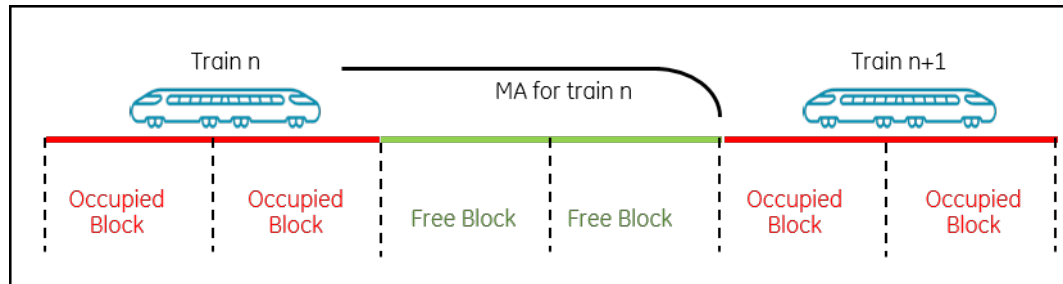 Train n
MA for train n
Train n+1
Occupied
Block
Occupied
Block
Free Block
Free Block
Occupied
Block
Occupied
Block